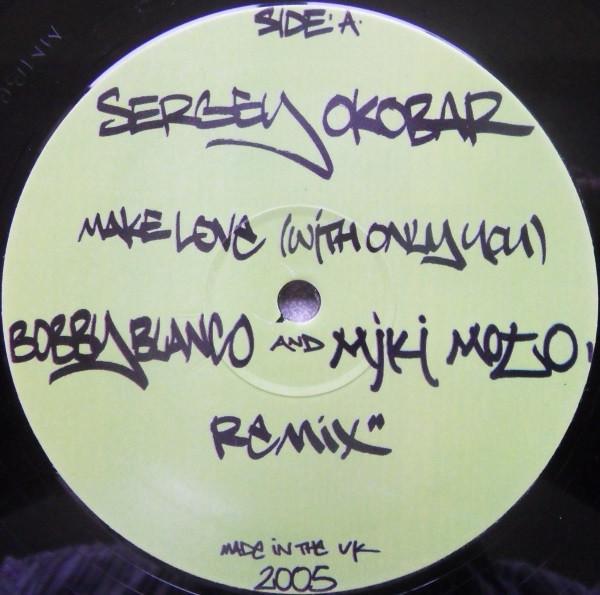 SIDE: A.
SERGEY OKOBAR
MAKE LOVE (WITH ONLY YOU)
BOBBY BLANCO AND MIKI MOTO.
REMIX"
MADE IN THE UK
2005